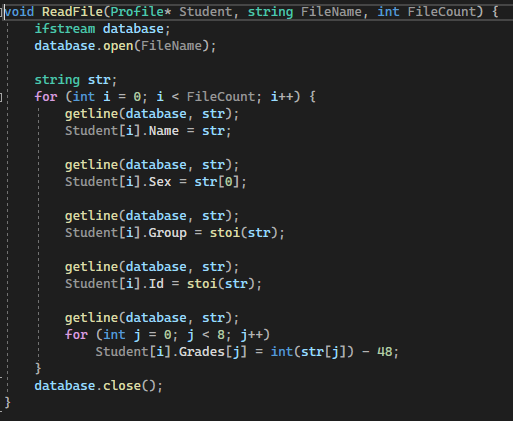 void ReadFile(Profile* Student, string FileName, int FileCount) {
    ifstream database;
    database.open(FileName);

    string str;
    for (int i = 0; i < FileCount; i++) {
        getline(database, str);
        Student[i].Name = str;

        getline(database, str);
        Student[i].Sex = str[0];

        getline(database, str);
        Student[i].Group = stoi(str);

        getline(database, str);
        Student[i].Id = stoi(str);

        getline(database, str);
        for (int j = 0; j < 8; j++)
            Student[i].Grades[j] = int(str[j]) - 48;
    }
    database.close();
}